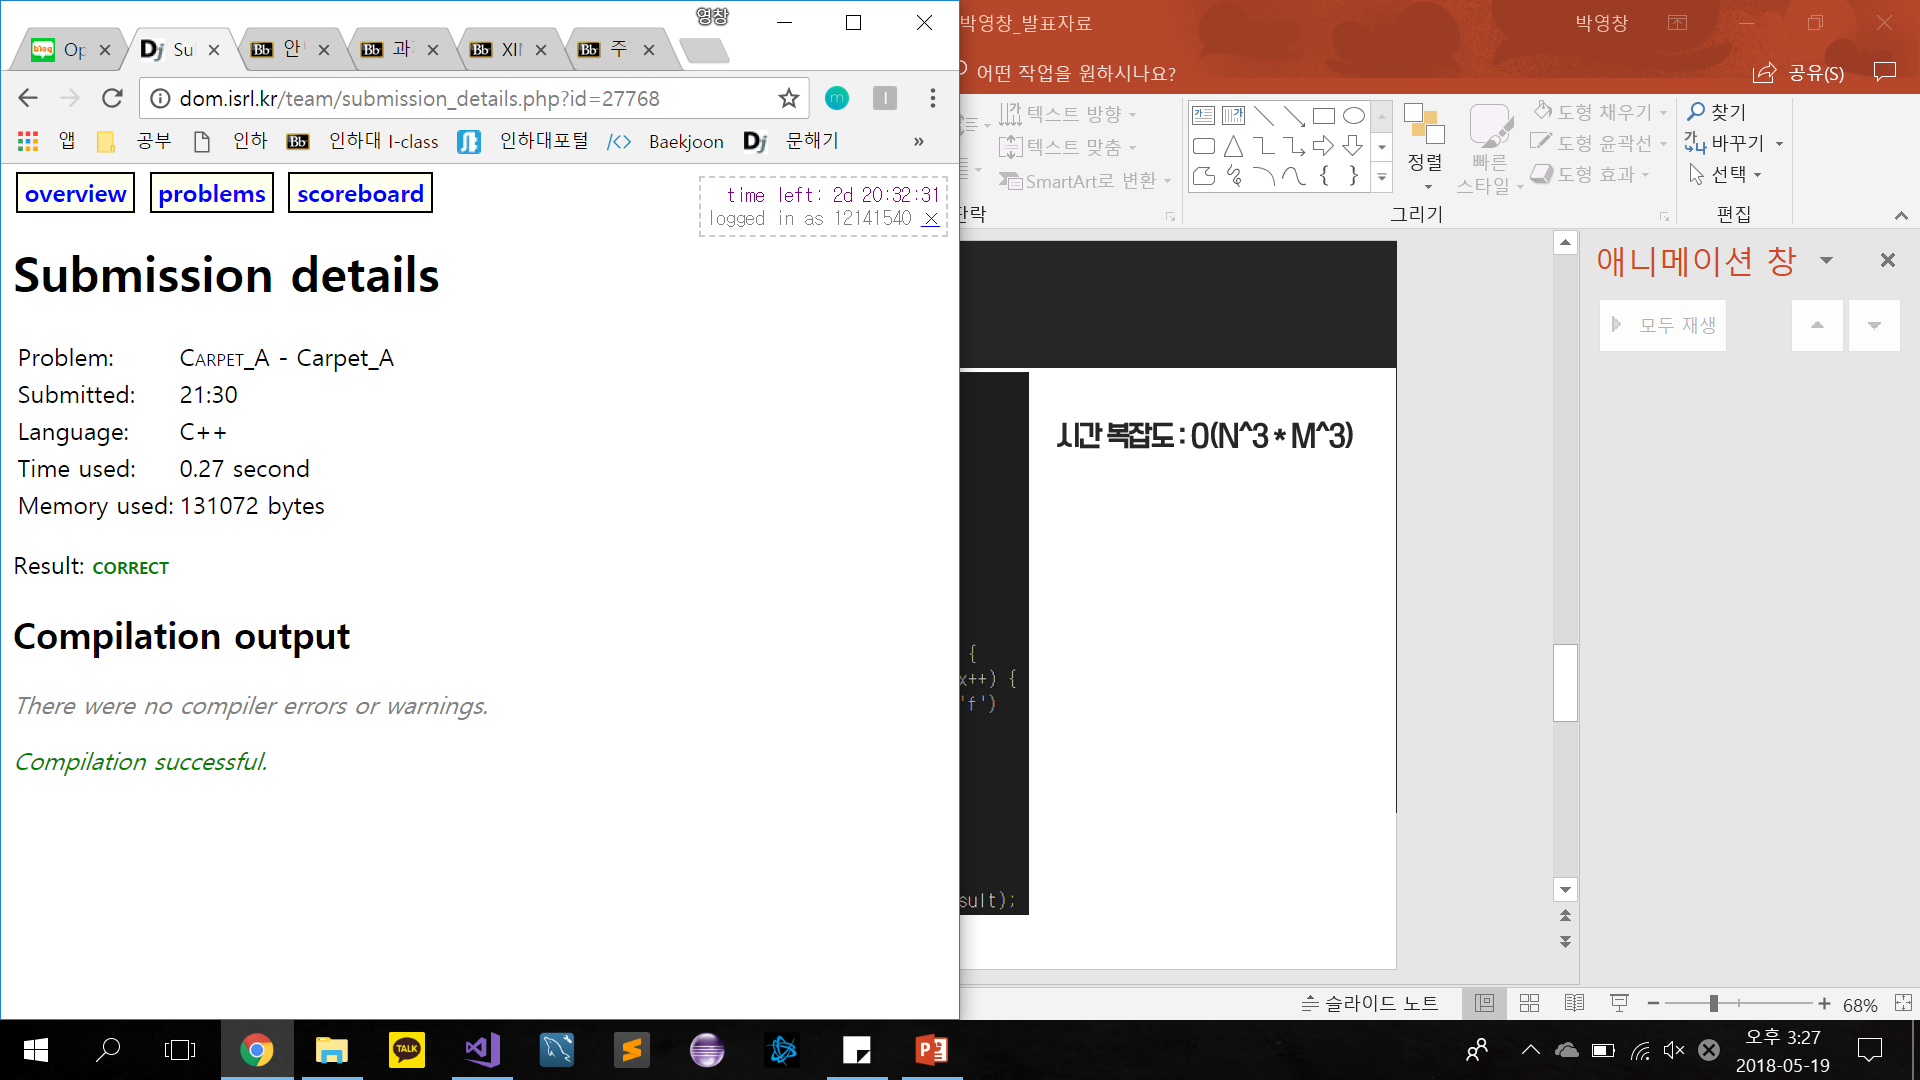 영창
Op
Su
안
과
XII
주
dom.isrl.kr/team/submission_details.php?id=27768
앱
공부
인하
인하대 I-class
인하대포털
Baekjoon
문해기
»
overview
problems
scoreboard
time left: 2d 20:32:31
logged in as 12141540 X
Submission details
Problem: CARPET_A - Carpet_A
Submitted: 21:30
Language: C++
Time used: 0.27 second
Memory used: 131072 bytes
Result: CORRECT
Compilation output
There were no compiler errors or warnings.
Compilation successful.
박영창_발표자료
박영창
어떤 작업을 원하시나요?
공유(S)
텍스트 방향
텍스트 맞춤
SmartArt로 변환
단락
정렬
빠른
스타일
도형 채우기
도형 윤곽선
도형 효과
그리기
찾기
바꾸기
선택
편집
시간 복잡도 : O(N^3 * M^3)
{
x++) {
'f')
sult);
애니메이션 창
모두 재생
슬라이드 노트
68%
TALK
오후 3:27
2018-05-19